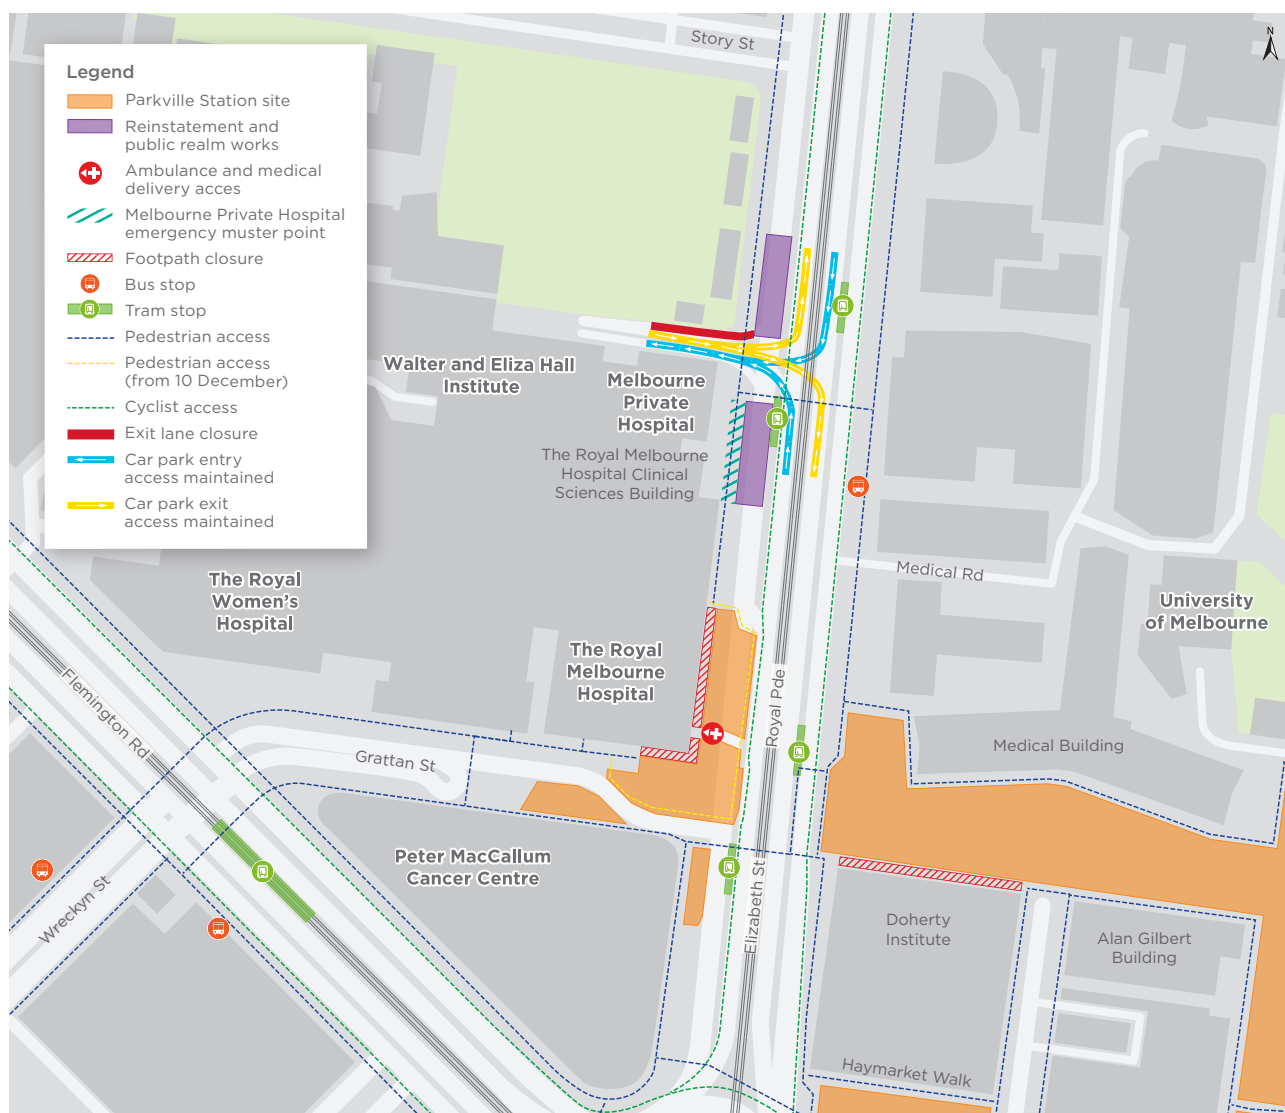 Legend
Parkville Station site
Reinstatement and
public realm works
Ambulance and medical
delivery acces
Melbourne Private Hospital
emergency muster point
Footpath closure
Bus stop
Tram stop
Pedestrian access
Pedestrian access
(from 10 December)
Cyclist access
Exit lane closure
Car park entry
access maintained
Car park exit
access maintained
Story St
N
Walter and Eliza Hall
Institute
Melbourne
Private
Hospital
The Royal Melbourne
Hospital Clinical
Sciences Building
Medical Rd
The Royal
Women's
Hospital
University
of Melbourne
The Royal
Melbourne
Hospital
Flemington Rd
Royal Pde
Grattan St
Medical Building
Peter MacCallum
Cancer Centre
Wreckyn St
Elizabeth St
Doherty
Institute
Alan Gilbert
Building
Haymarket Walk